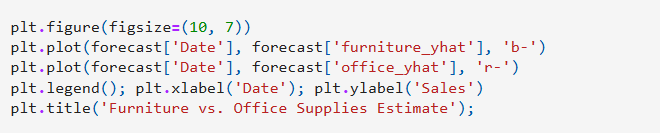 plt.figure(figsize=(10, 7))
plt.plot(forecast['Date'], forecast['furniture_yhat'], 'b-')
plt.plot(forecast['Date'], forecast['office_yhat'], 'r-')
plt.legend(); plt.xlabel('Date'); plt.ylabel('Sales')
plt.title('Furniture vs. Office Supplies Estimate');